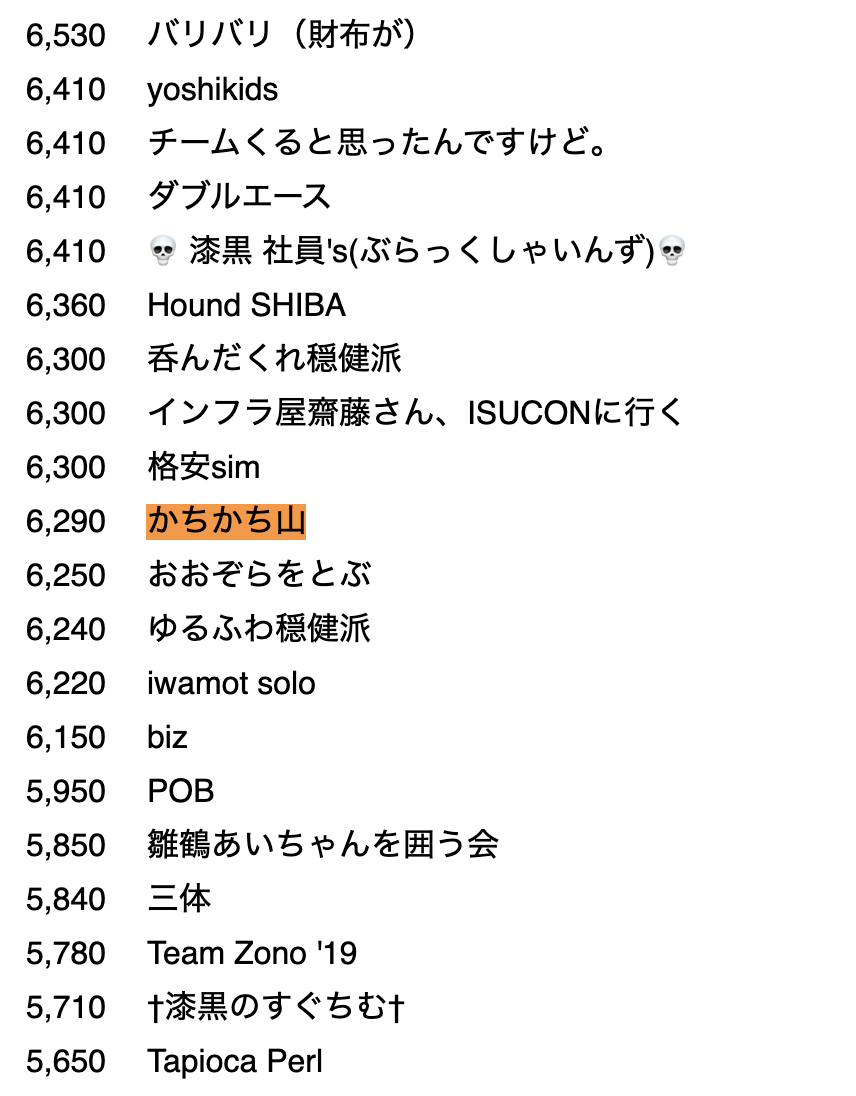 6,530 バリバリ（財布が）
6,410 yoshikids
6,410 チームくると思ったんですけど。
6,410 ダブルエース
6,410 💀 漆黒 社員's(ぶらっくしゃいんず)💀
6,360 Hound SHIBA
6,300 呑んだくれ穏健派
6,300 インフラ屋齋藤さん、ISUCONに行く
6,300 格安sim
6,290 かちかち山
6,250 おおぞらをとぶ
6,240 ゆるふわ穏健派
6,220 iwamot solo
6,150 biz
5,950 POB
5,850 雛鶴あいちゃんを囲う会
5,840 三体
5,780 Team Zono '19
5,710 †漆黒のすぐちむ†
5,650 Tapioca Perl